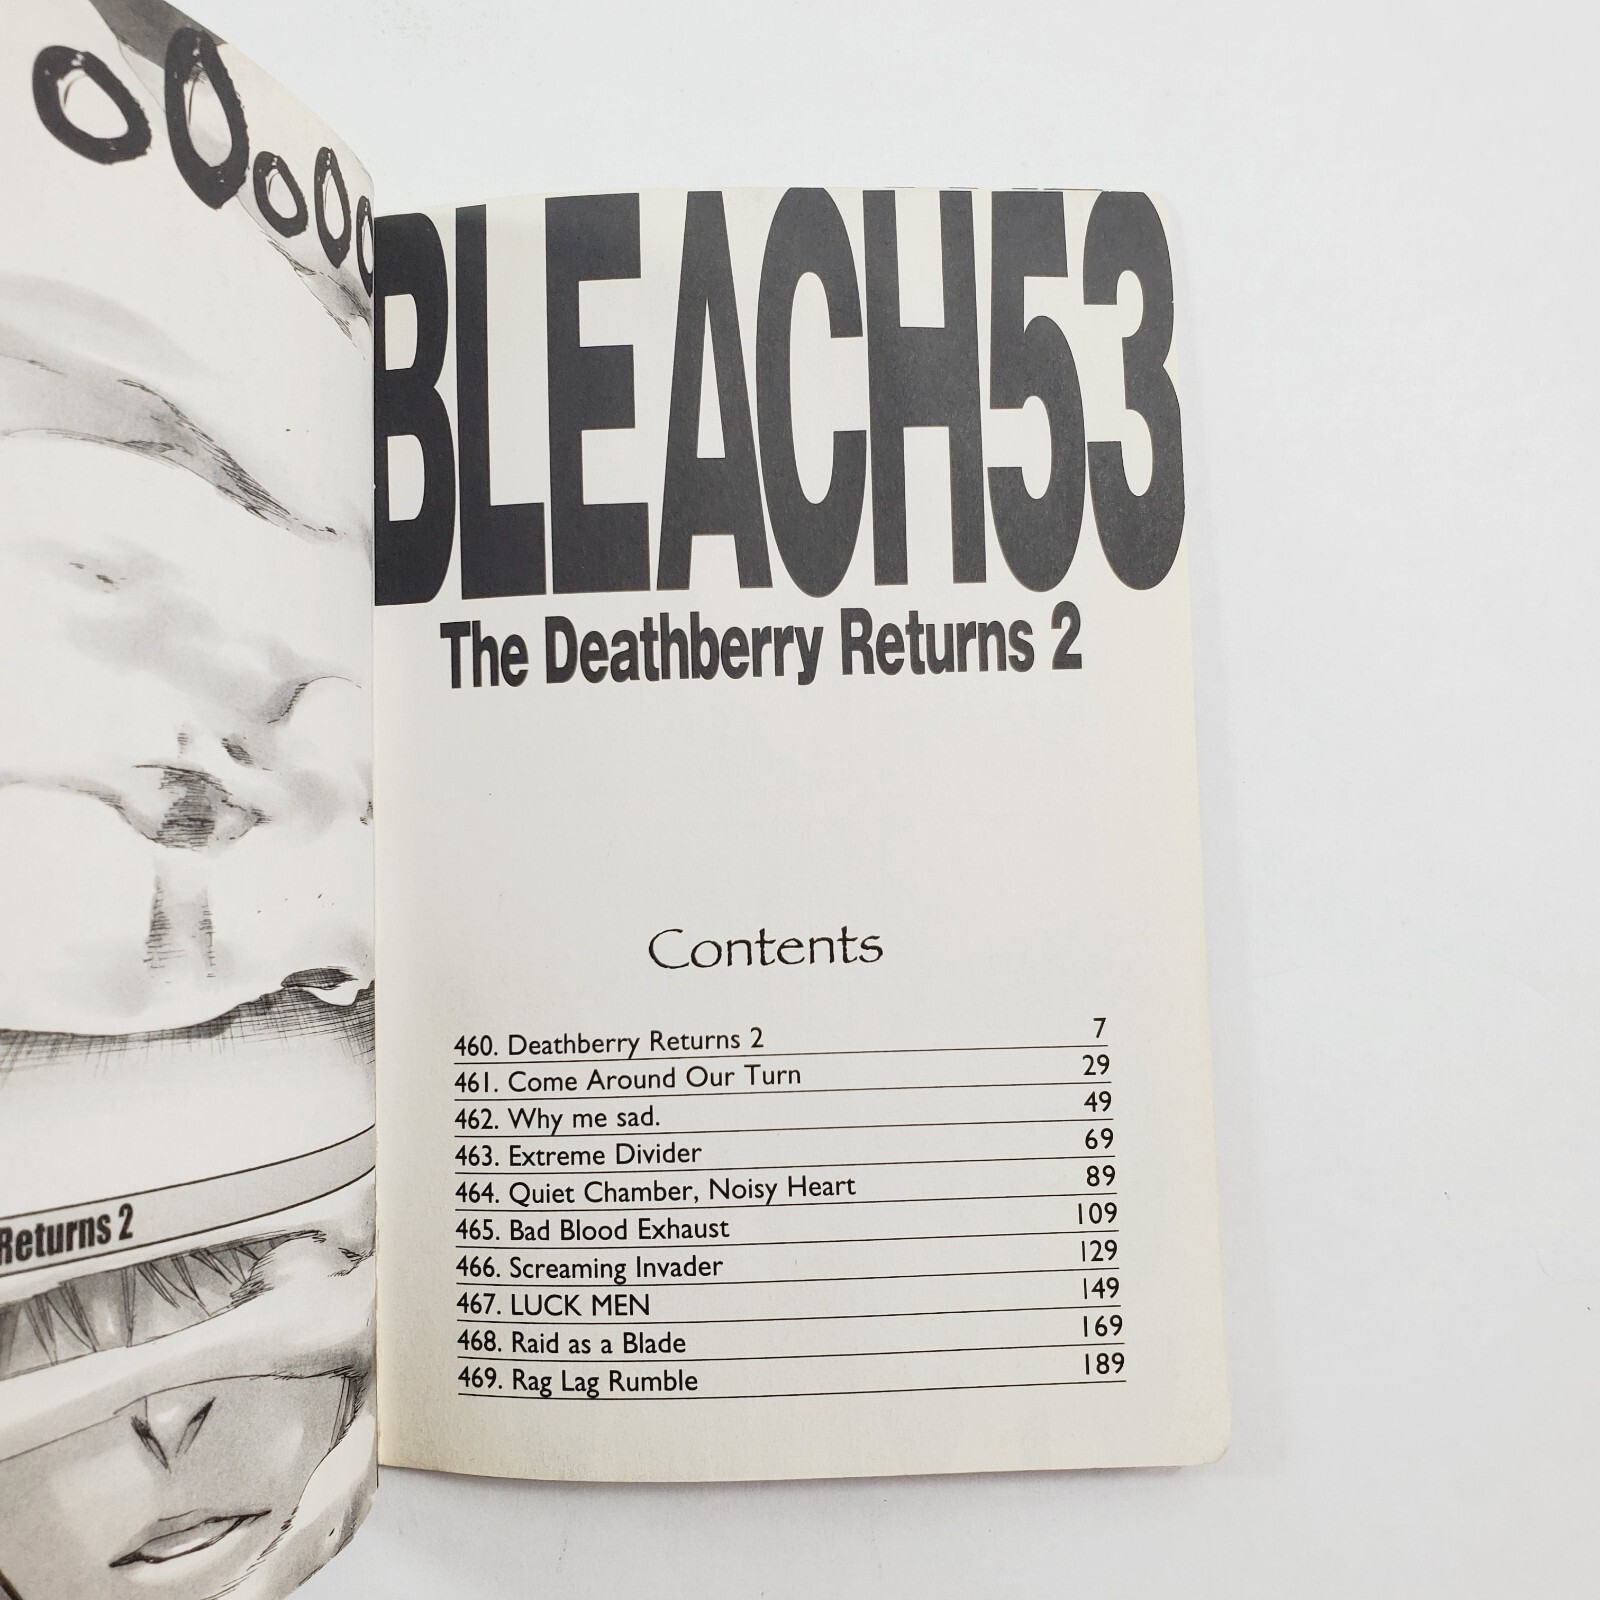 Returns 2
BLEACH53
The Deathberry Returns 2
Contents
460. Deathberry Returns 2 7
461. Come Around Our Turn 29
462. Why me sad. 49
463. Extreme Divider 69
464. Quiet Chamber, Noisy Heart 89
465. Bad Blood Exhaust 109
466. Screaming Invader 129
467. LUCK MEN 149
468. Raid as a Blade 169
469. Rag Lag Rumble 189